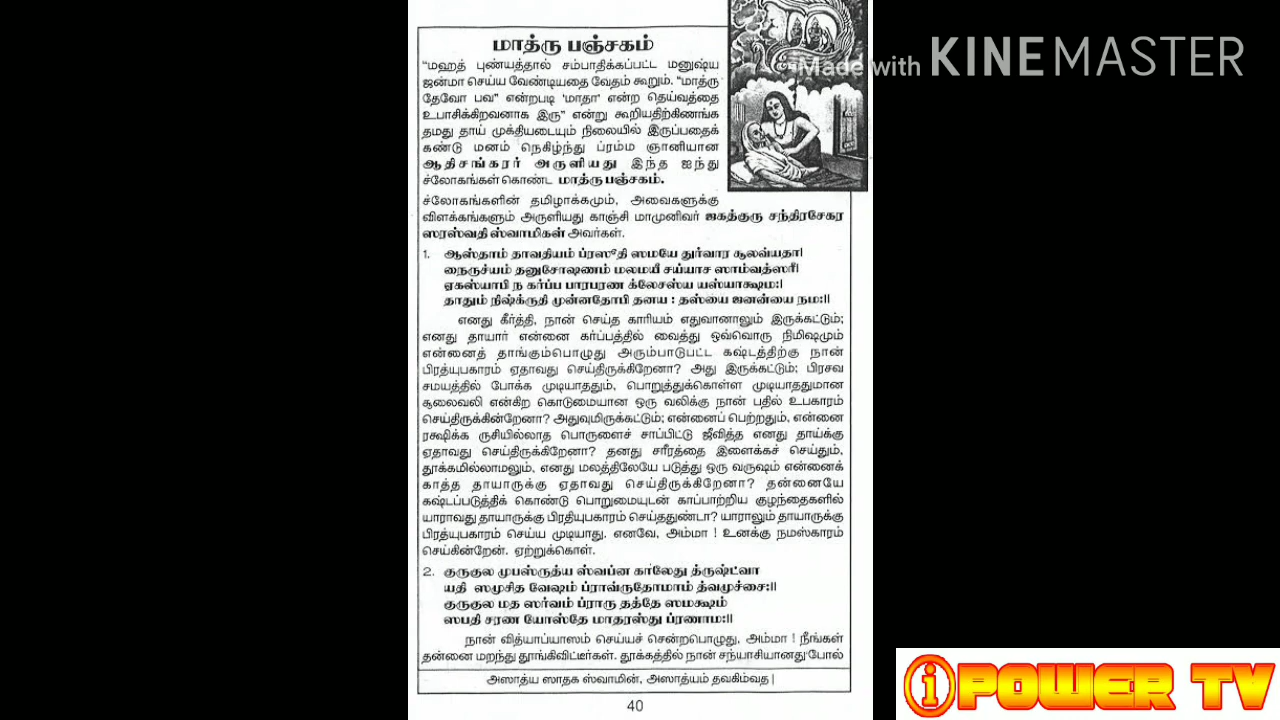 மாத்ரு பஞ்சகம்
"மஹத் புண்யத்தால் சம்பாதிக்கப்பட்ட மனுஷ்ய
ஜன்மா செய்ய வேண்டியதை வேதம் கூறும். "மாத்ரு
தேவோ பவ" என்றபடி 'மாதா' என்ற தெய்வத்தை
உபாசிக்கிறவனாக இரு" என்று கூறியதிற்கிணங்க
தமது தாய் முக்தியடையும் நிலையில் இருப்பதைக்
கண்டு மனம் நெகிழ்ந்து ப்ரம்ம ஞானியான
ஆதிசங்கரர் அருளியது இந்த ஐந்து
ச்லோகங்கள் கொண்ட மாத்ரு பஞ்சகம்.
ச்லோகங்களின் தமிழாக்கமும், அவைகளுக்கு
விளக்கங்களும் அருளியது காஞ்சி மாமுனிவர் ஜகத்குரு சந்திரசேகர
ஸரஸ்வதி ஸ்வாமிகள் அவர்கள்.
1. ஆஸ்தாம் தாவதியம் ப்ரஸூதி ஸமயே துர்வார சூலவ்யதா|
நைருச்யம் தனுசோஷணம் மலமயீ சய்யாச ஸாம்வத்ஸரீ|
ஏகஸ்யாபி ந கர்ப்ப பாரபரண க்லேசஸ்ய யஸ்யாக்ஷம:|
தாதும் நிஷ்க்ருதி முன்னதோபி தனய : தஸ்யை ஜனன்யை நம:||
எனது கீர்த்தி, நான் செய்த காரியம் எதுவானாலும் இருக்கட்டும்;
எனது தாயார் என்னை கர்ப்பத்தில் வைத்து ஒவ்வொரு நிமிஷமும்
என்னைத் தாங்கும்பொழுது அரும்பாடுபட்ட கஷ்டத்திற்கு நான்
பிரத்யுபகாரம் ஏதாவது செய்திருக்கிறேனா? அது இருக்கட்டும்; பிரசவ
சமயத்தில் போக்க முடியாததும், பொறுத்துக்கொள்ள முடியாததுமான
சூலைவலி என்கிற கொடுமையான ஒரு வலிக்கு நான் பதில் உபகாரம்
செய்திருக்கின்றேனா? அதுவுமிருக்கட்டும்; என்னைப் பெற்றதும், என்னை
ரக்ஷிக்க ருசியில்லாத பொருளைச் சாப்பிட்டு ஜீவித்த எனது தாய்க்கு
ஏதாவது செய்திருக்கிறேனா? தனது சரீரத்தை இளைக்கச் செய்தும்,
தூக்கமில்லாமலும், எனது மலத்திலேயே படுத்து ஒரு வருஷம் என்னைக்
காத்த தாயாருக்கு ஏதாவது செய்திருக்கிறேனா? தன்னையே
கஷ்டப்படுத்திக் கொண்டு பொறுமையுடன் காப்பாற்றிய குழந்தைகளில்
யாராவது தாயாருக்கு பிரதியுபகாரம் செய்ததுண்டா? யாராலும் தாயாருக்கு
பிரத்யுபகாரம் செய்ய முடியாது. எனவே, அம்மா ! உனக்கு நமஸ்காரம்
செய்கின்றேன். ஏற்றுக்கொள்.
2. குருகுல முபஸ்ருத்ய ஸ்வப்ன கார்லேது த்ருஷ்ட்வா
யதி ஸமுசித வேஷம் ப்ராவ்ருதோமாம் த்வமுச்சை:||
குருகுல மத ஸர்வம் ப்ராரு தத்தே ஸமக்ஷம்
ஸபதி சரண யோஸ்தே மாதரஸ்து ப்ரணாம:||
நான் வித்யாப்யாஸம் செய்யச் சென்றபொழுது, அம்மா ! நீங்கள்
தன்னை மறந்து தூங்கிவிட்டீர்கள். தூக்கத்தில் நான் சந்யாசியானது போல்
அஸாத்ய ஸாதக ஸ்வாமின், அஸாத்யம் தவகிம்வத |
40
Made with KINEMASTER
i POWER TV